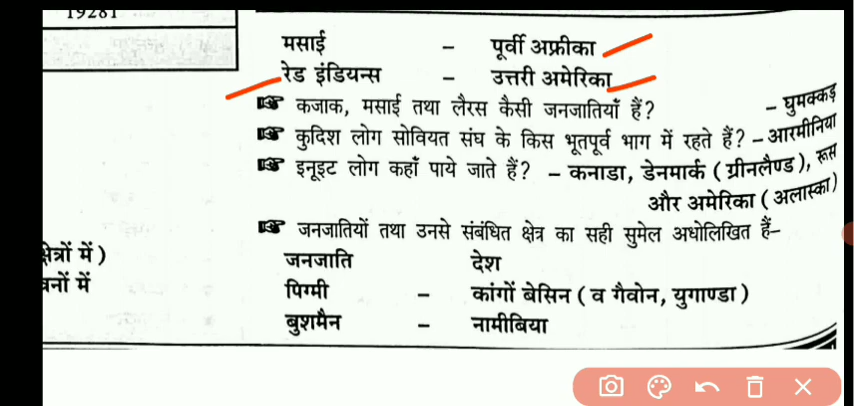 19281
मसाई – पूर्वी अफ्रीका
रेड इंडियन्स – उत्तरी अमेरिका
☞ कजाक, मसाई तथा लैरस कैसी जनजातियाँ हैं? – घुमक्कड़
☞ कुदिश लोग सोवियत संघ के किस भूतपूर्व भाग में रहते हैं? – आरमीनिया
☞ इनूइट लोग कहाँ पाये जाते हैं? – कनाडा, डेनमार्क (ग्रीनलैण्ड), रूस
और अमेरिका (अलास्का)
☞ जनजातियों तथा उनसे संबंधित क्षेत्र का सही सुमेल अधोलिखित हैं–
जनजाति देश
पिग्मी – कांगों बेसिन (व गैवोन, युगाण्डा)
बुशमैन – नामीबिया
क्षेत्रों में)
में